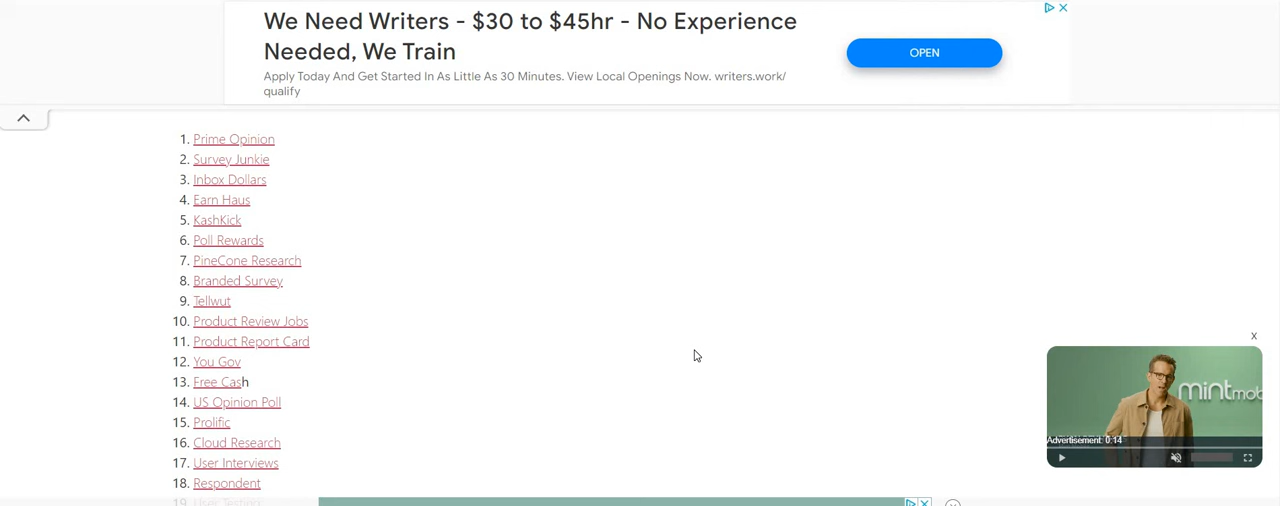 We Need Writers - $30 to $45hr - No Experience
Needed, We Train
Apply Today And Get Started In As Little As 30 Minutes. View Local Openings Now. writers.work/
qualify
OPEN
1. Prime Opinion
2. Survey Junkie
3. Inbox Dollars
4. Earn Haus
5. KashKick
6. Poll Rewards
7. PineCone Research
8. Branded Survey
9. Tellwut
10. Product Review Jobs
11. Product Report Card
12. You Gov
13. Free Cash
14. US Opinion Poll
15. Prolific
16. Cloud Research
17. User Interviews
18. Respondent
19. User Testing
X
mintmob
Advertisement: 0:14